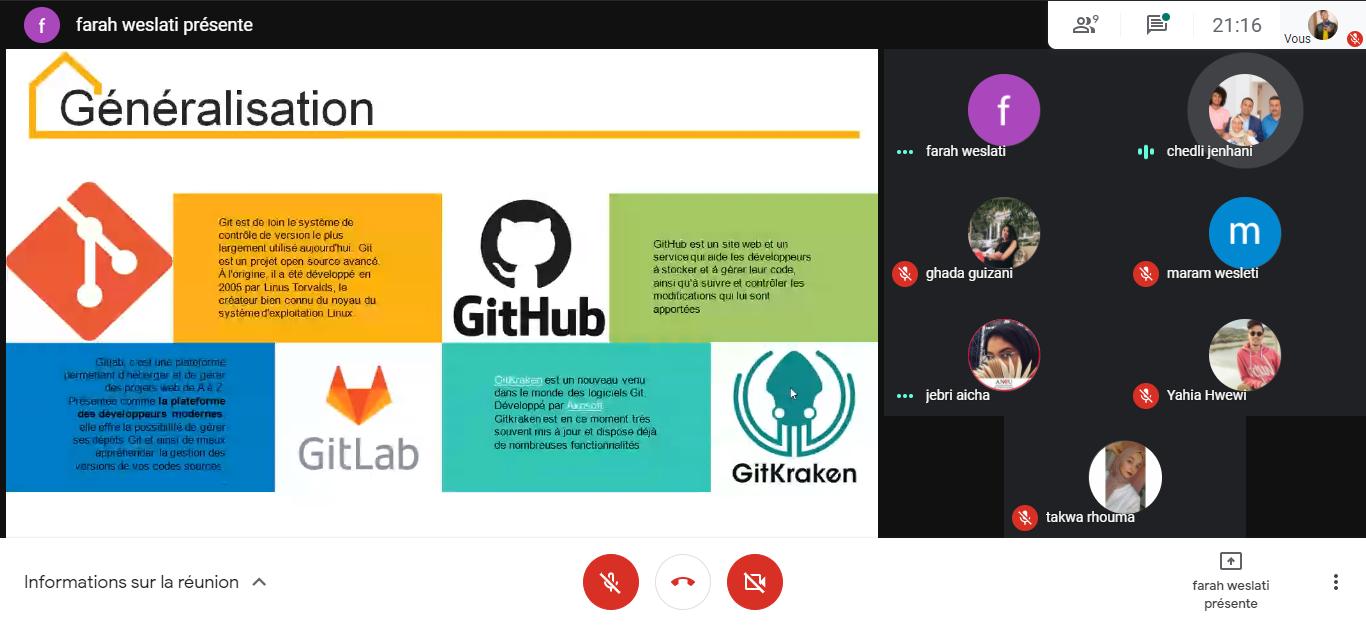 f farah weslati présente
9
21:16
Vous
Généralisation
Git est de loin le système de
contrôle de version le plus
largement utilisé aujourd'hui. Git
est un projet open source avancé.
À l'origine, il a été développé en
2005 par Linus Torvalds, le
créateur bien connu du noyau du
système d'exploitation Linux.
GitHub
GitHub est un site web et un
service qui aide les développeurs
à stocker et à gérer leur code,
ainsi qu'à suivre et contrôler les
modifications qui lui sont
apportées
Gitlab, c'est une plateforme
permettant d'héberger et de gérer
des projets web de A à Z.
Présentée comme la plateforme
des développeurs modernes,
elle offre la possibilité de gérer
ses dépôts Git et ainsi de mieux
appréhender la gestion des
versions de vos codes sources.
GitLab
GitKraken est un nouveau venu
dans le monde des logiciels Git.
Développé par Axosoft
Gitkraken est en ce moment très
souvent mis à jour et dispose déjà
de nombreuses fonctionnalités
GitKraken
f
farah weslati
chedli jenhani
ghada guizani
m
maram wesleti
jebri aicha
Yahia Hwewi
takwa rhouma
Informations sur la réunion
farah weslati
présente